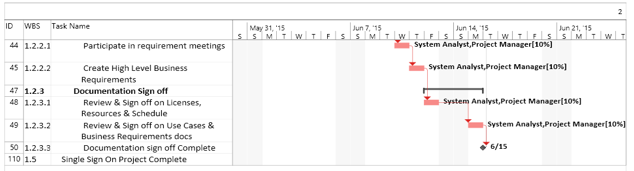 2
ID WBS Task Name May 31, '15 Jun 7, '15 Jun 14, '15 Jun 21, '15
S S M T W T F S S M T W T F S S M T W T F S S M T W T F
44 1.2.2.1 Participate in requirement meetings System Analyst,Project Manager[10%]
45 1.2.2.2 Create High Level Business System Analyst,Project Manager[10%]
Requirements
47 1.2.3 Documentation Sign off
48 1.2.3.1 Review & Sign off on Licenses, System Analyst,Project Manager[10%]
Resources & Schedule
49 1.2.3.2 Review & Sign off on Use Cases & System Analyst,Project Manager[10%]
Business Requirements docs
50 1.2.3.3 Documentation sign off Complete 6/15
110 1.5 Single Sign On Project Complete